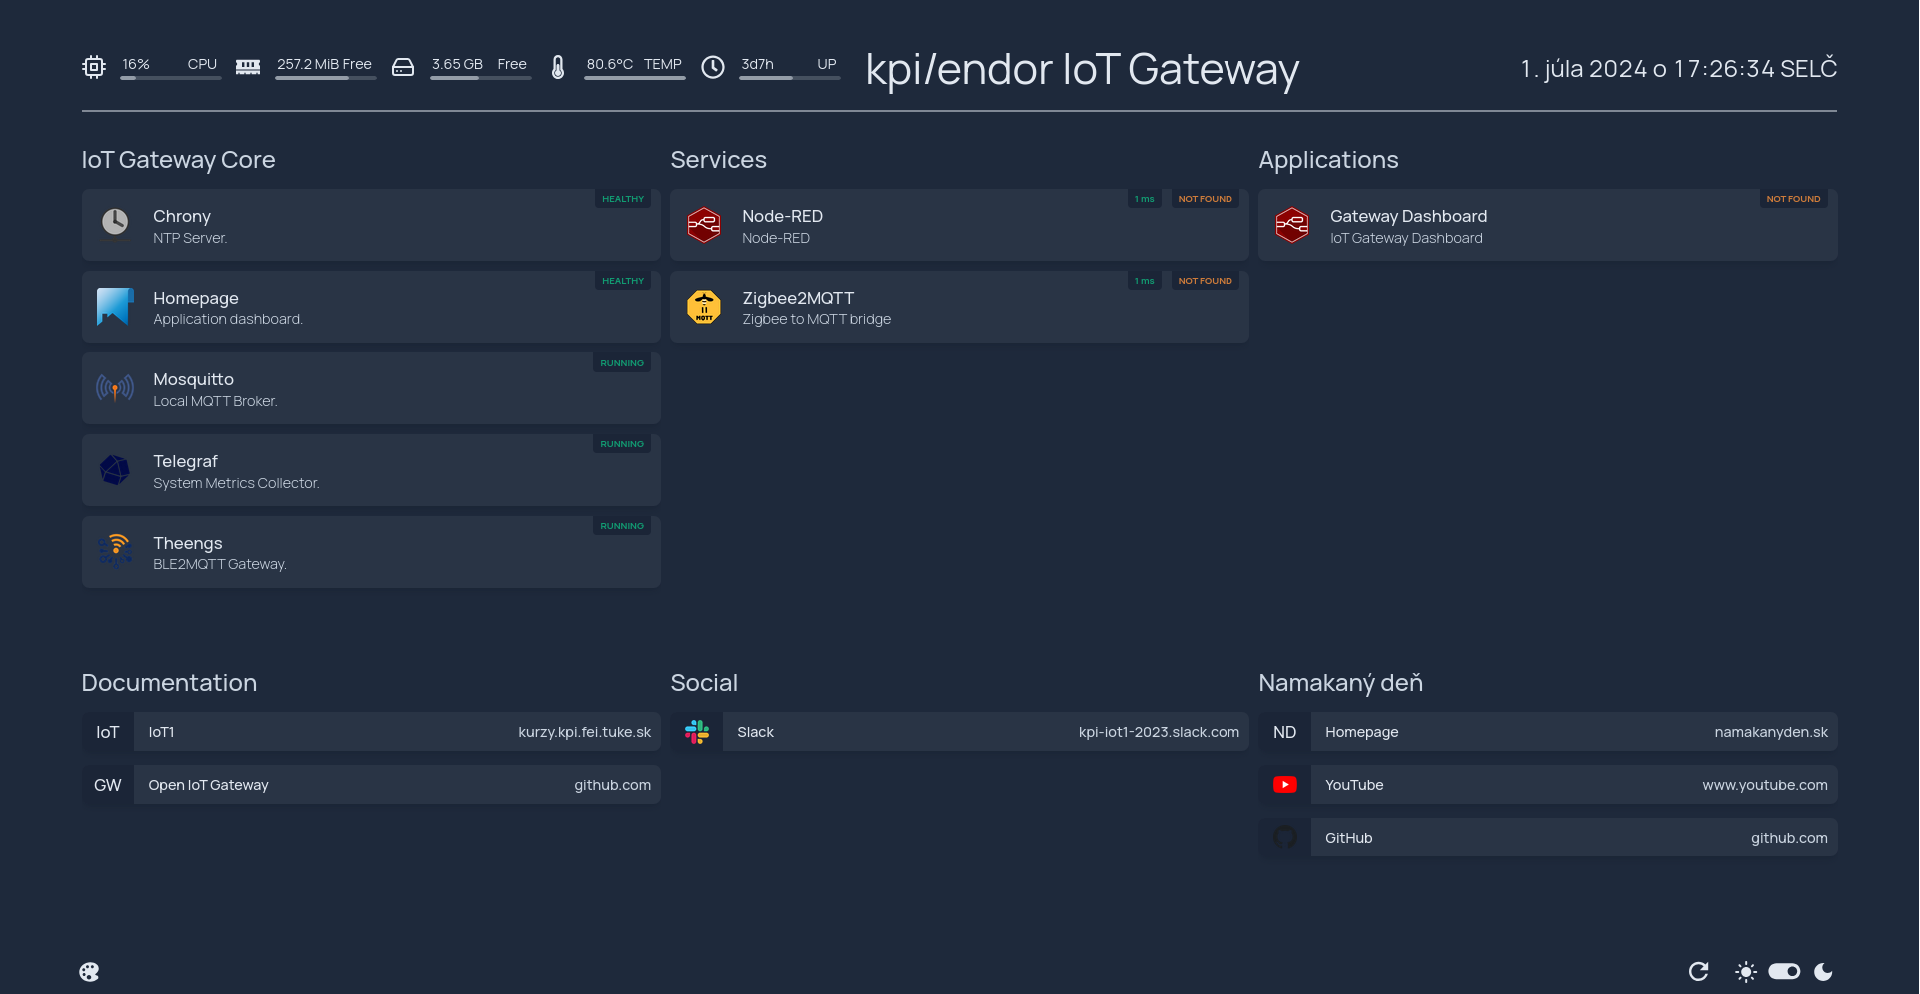 16% CPU
257.2 MiB Free
3.65 GB Free
80.6°C TEMP
3d7h UP
kpi/endor IoT Gateway
1. júla 2024 o 17:26:34 SELČ
IoT Gateway Core
Chrony
NTP Server.
HEALTHY
Homepage
Application dashboard.
HEALTHY
Mosquitto
Local MQTT Broker.
RUNNING
Telegraf
System Metrics Collector.
RUNNING
Theengs
BLE2MQTT Gateway.
RUNNING
Services
Node-RED
Node-RED
1 ms
NOT FOUND
MQTT
Zigbee2MQTT
Zigbee to MQTT bridge
1 ms
NOT FOUND
Applications
Gateway Dashboard
IoT Gateway Dashboard
NOT FOUND
Documentation
IoT IoT1 kurzy.kpi.fei.tuke.sk
GW Open IoT Gateway github.com
Social
Slack kpi-iot1-2023.slack.com
Namakaný deň
ND Homepage namakanyden.sk
YouTube www.youtube.com
GitHub github.com